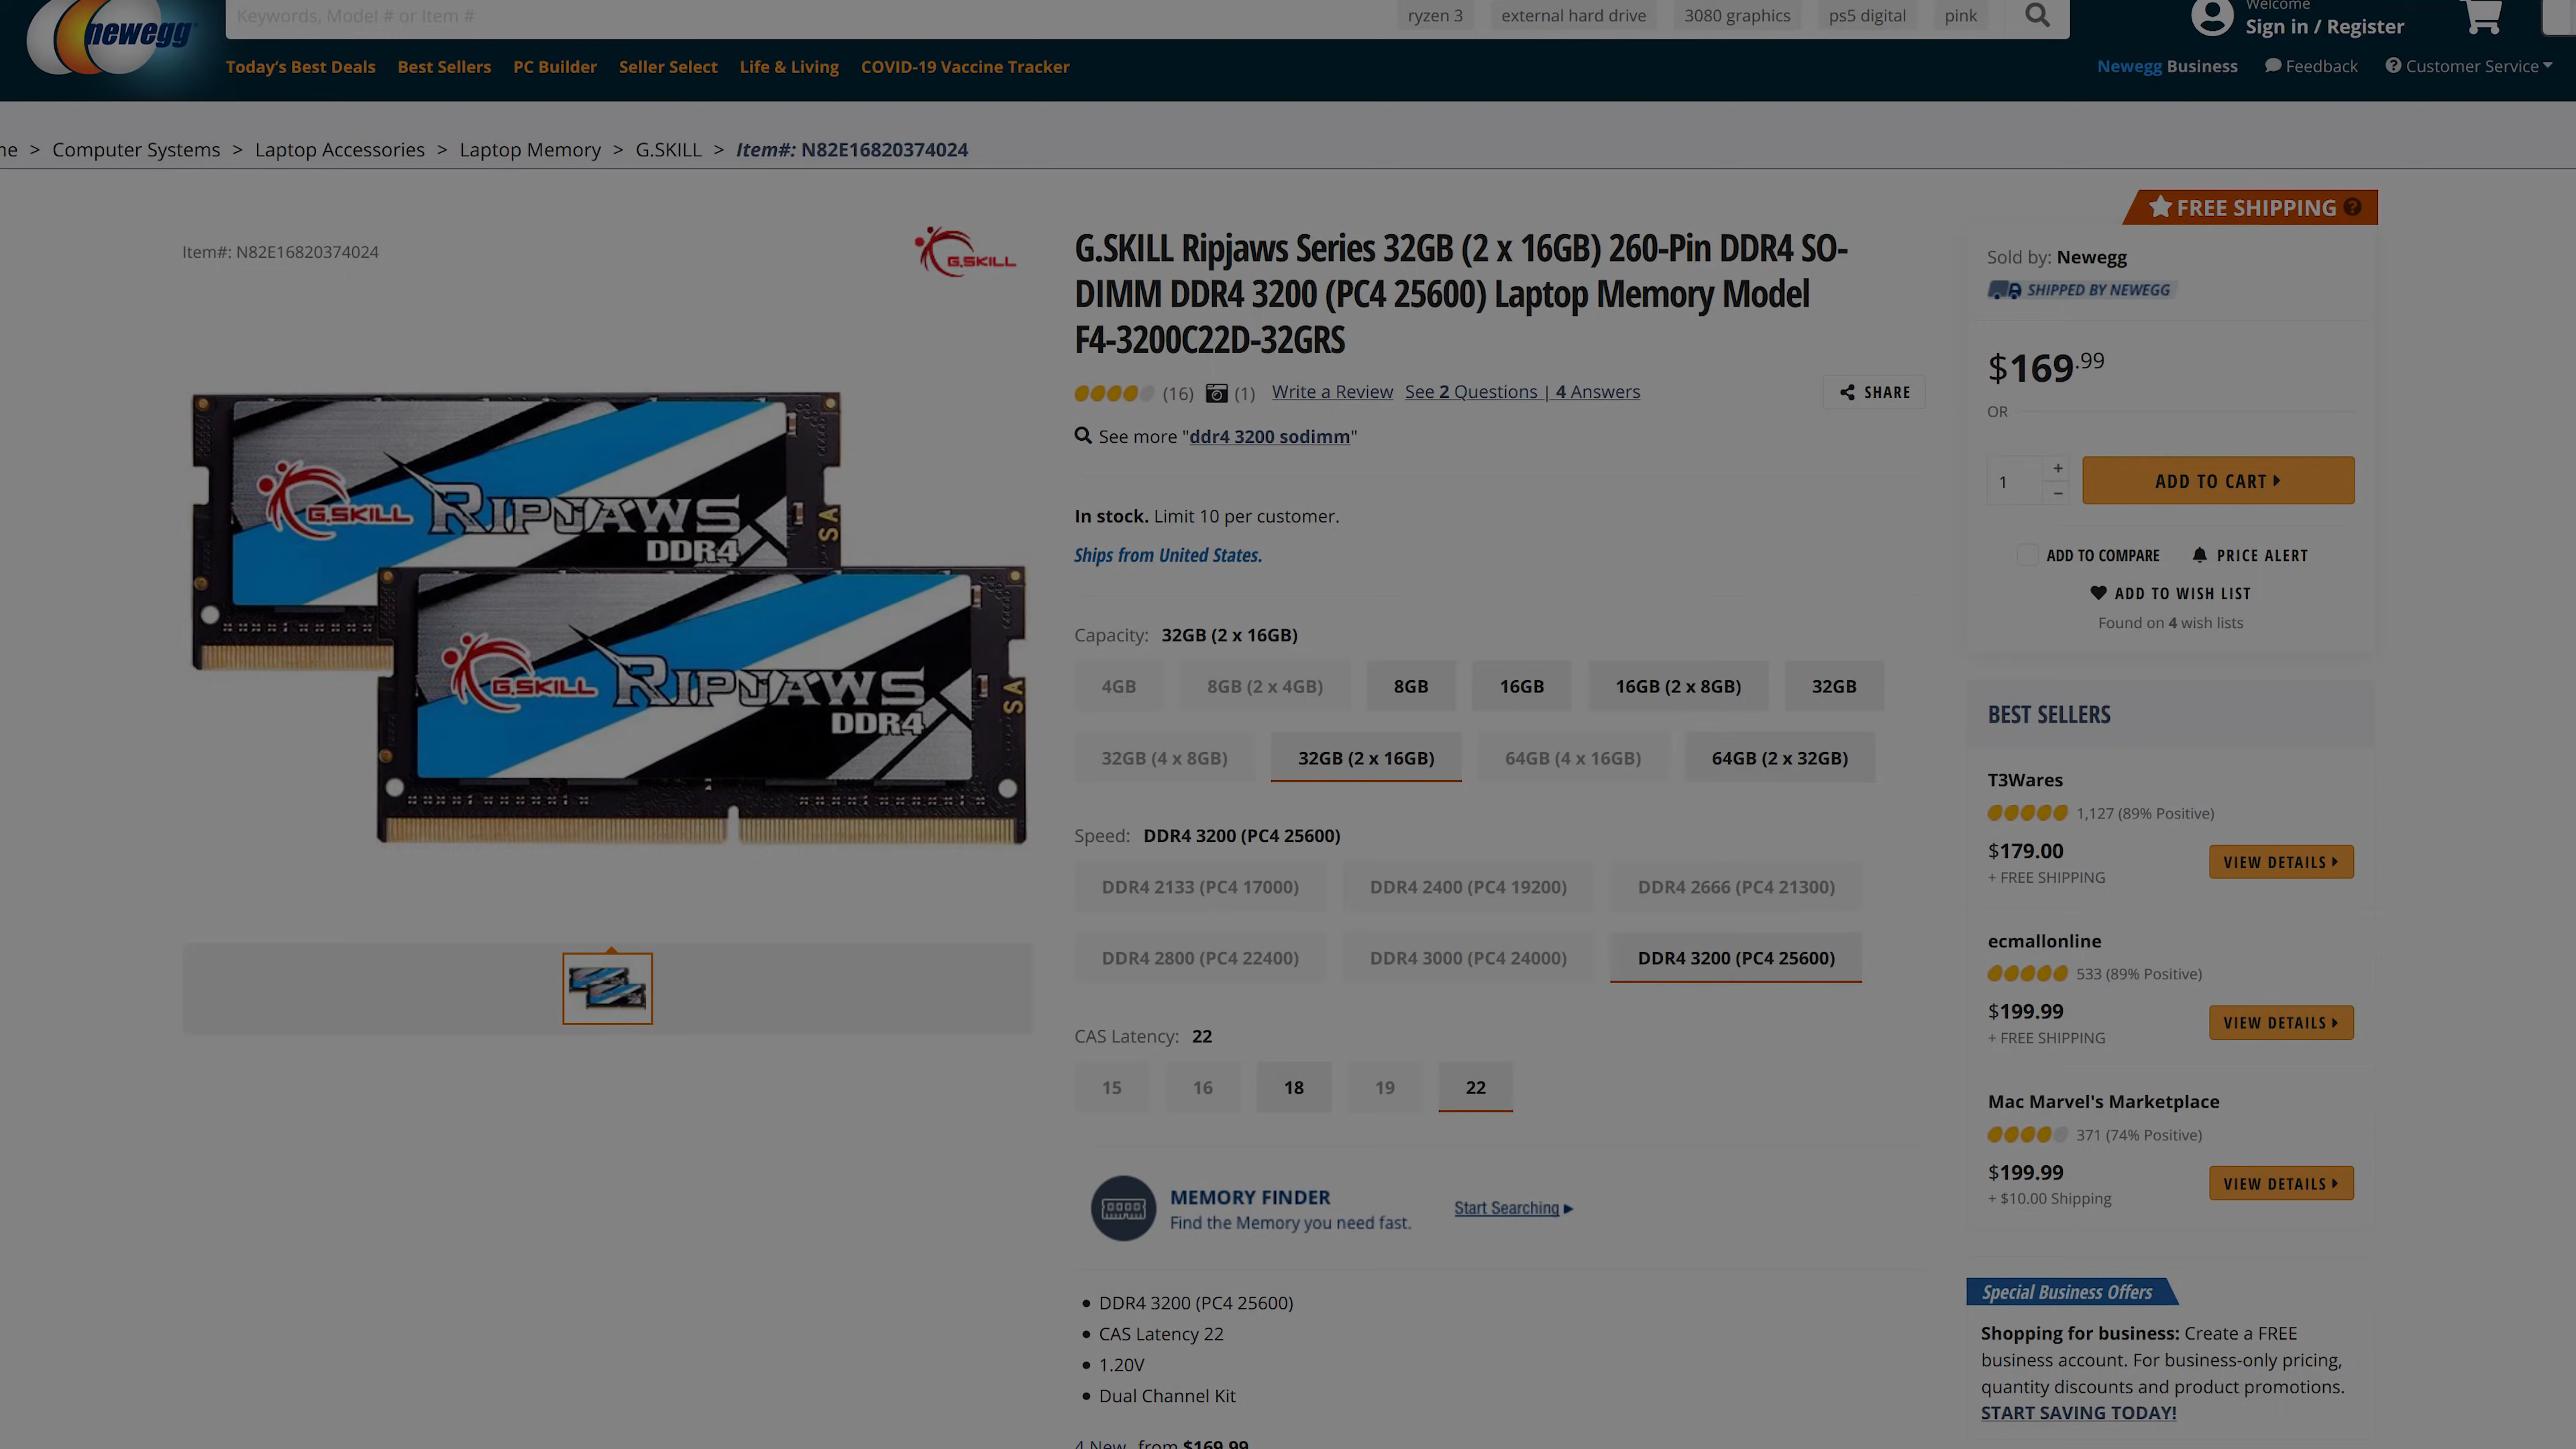 newegg
Keywords, Model # or Item #
ryzen 3
external hard drive
3080 graphics
ps5 digital
pink
Welcome
Sign in / Register
Today's Best Deals
Best Sellers
PC Builder
Seller Select
Life & Living
COVID-19 Vaccine Tracker
Newegg Business
Feedback
Customer Service
> Computer Systems > Laptop Accessories > Laptop Memory > G.SKILL > Item#: N82E16820374024
FREE SHIPPING
Item#: N82E16820374024
G.SKILL
G.SKILL RIPJAWS
DDR4
SA
G.SKILL RIPJAWS
DDR4
SA
G.SKILL Ripjaws Series 32GB (2 x 16GB) 260-Pin DDR4 SO-
DIMM DDR4 3200 (PC4 25600) Laptop Memory Model
F4-3200C22D-32GRS
(16) (1) Write a Review See 2 Questions | 4 Answers
SHARE
See more "ddr4 3200 sodimm"
In stock. Limit 10 per customer.
Ships from United States.
Capacity: 32GB (2 x 16GB)
4GB 8GB (2 x 4GB) 8GB 16GB 16GB (2 x 8GB) 32GB
32GB (4 x 8GB) 32GB (2 x 16GB) 64GB (4 x 16GB) 64GB (2 x 32GB)
Speed: DDR4 3200 (PC4 25600)
DDR4 2133 (PC4 17000) DDR4 2400 (PC4 19200) DDR4 2666 (PC4 21300)
DDR4 2800 (PC4 22400) DDR4 3000 (PC4 24000) DDR4 3200 (PC4 25600)
CAS Latency: 22
15 16 18 19 22
MEMORY FINDER
Find the Memory you need fast.
Start Searching
DDR4 3200 (PC4 25600)
CAS Latency 22
1.20V
Dual Channel Kit
4 New from $169.99
Sold by: Newegg
SHIPPED BY NEWEGG
$169.99
OR
1 + −
ADD TO CART
ADD TO COMPARE
PRICE ALERT
ADD TO WISH LIST
Found on 4 wish lists
BEST SELLERS
T3Wares
1,127 (89% Positive)
$179.00
+ FREE SHIPPING
VIEW DETAILS
ecmallonline
533 (89% Positive)
$199.99
+ FREE SHIPPING
VIEW DETAILS
Mac Marvel's Marketplace
371 (74% Positive)
$199.99
+ $10.00 Shipping
VIEW DETAILS
Special Business Offers
Shopping for business: Create a FREE
business account. For business-only pricing,
quantity discounts and product promotions.
START SAVING TODAY!